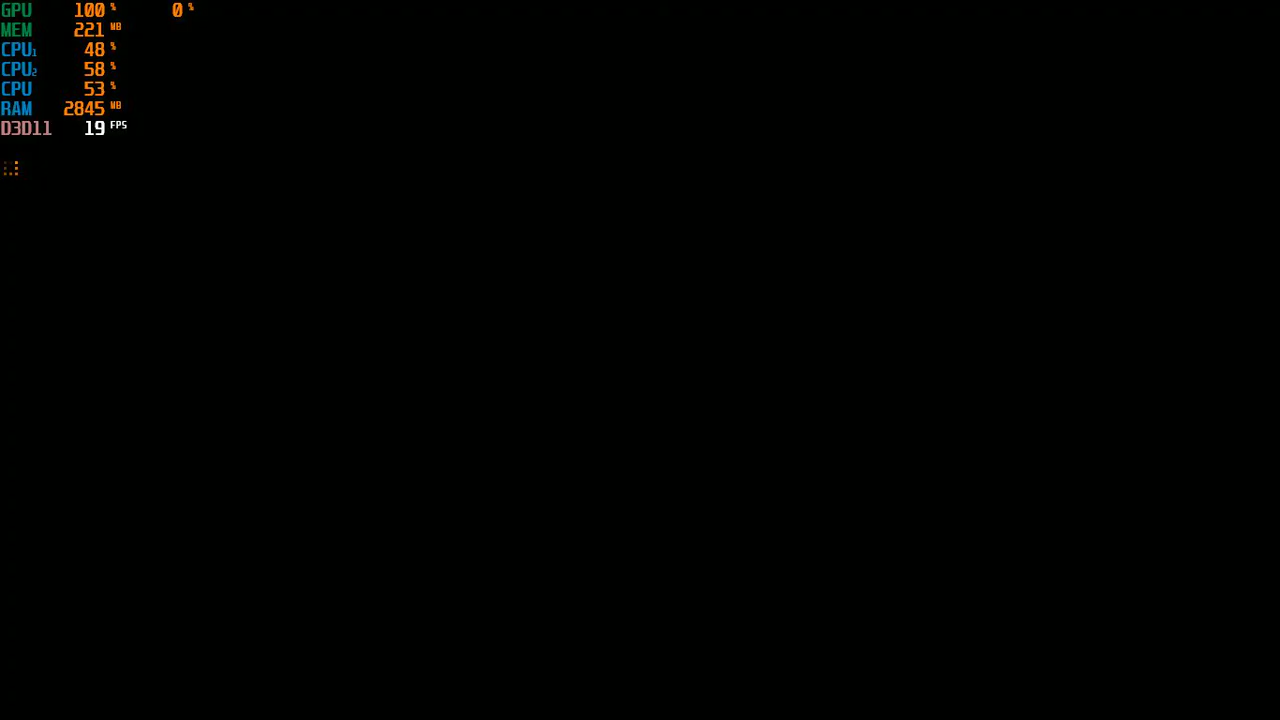 GPU 100 % 0 %
MEM 221 MB
CPU1 48 %
CPU2 58 %
CPU 53 %
RAM 2845 MB
D3D11 19 FPS